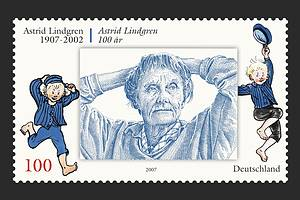 Astrid Lindgren
1907-2002
Astrid Lindgren
100 år
100
2007
Deutschland